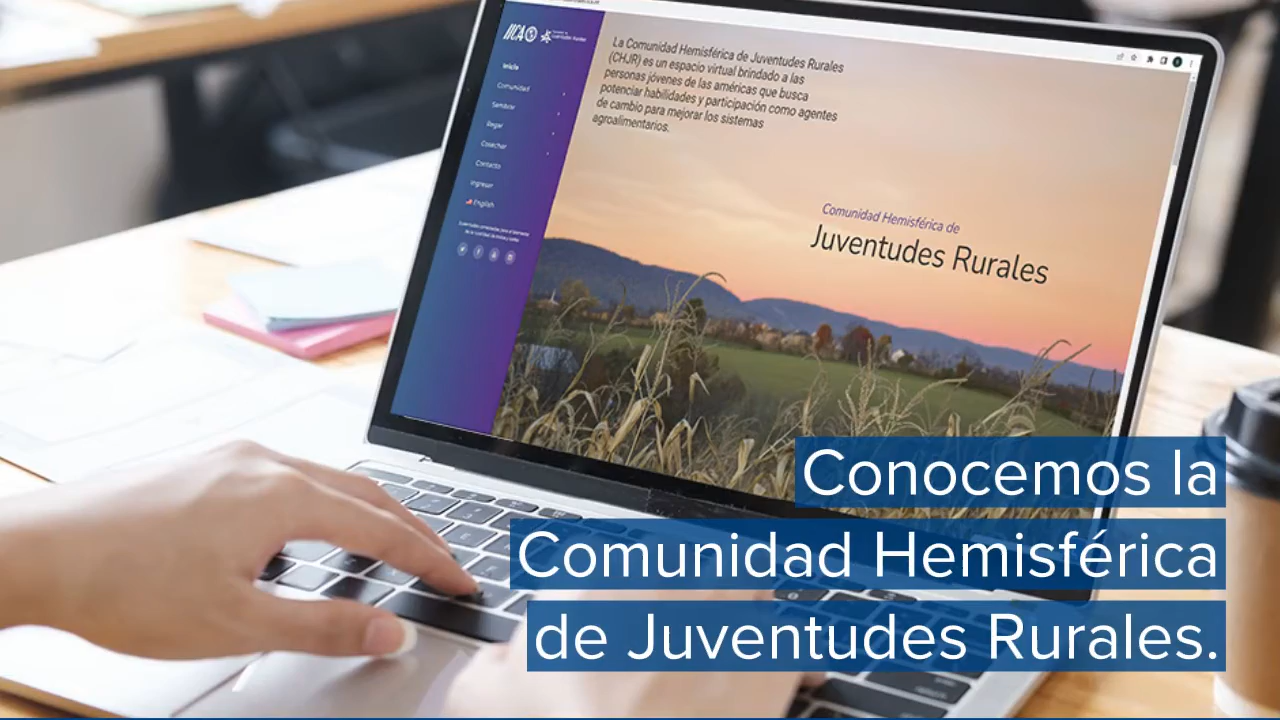 IICA
La Comunidad Hemisférica de Juventudes Rurales
(CHJR) es un espacio virtual brindado a las
personas jóvenes de las américas que busca
potenciar habilidades y participación como agentes
de cambio para mejorar los sistemas
agroalimentarios.
Inicio
Comunidad
Sembrar
Regar
Cosechar
Contacto
Ingresar
English
Comunidad Hemisférica de
Juventudes Rurales
Conocemos la
Comunidad Hemisférica
de Juventudes Rurales.